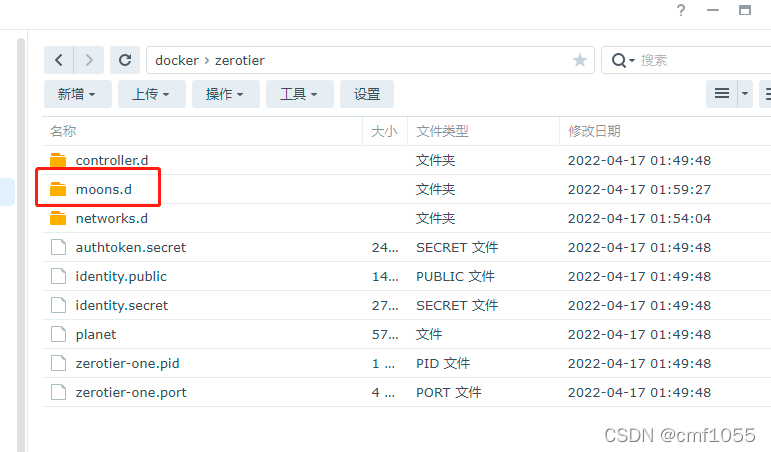 ?
docker › zerotier 搜索
新增 上传 操作 工具 设置
名称 大小 文件类型 修改日期
controller.d 文件夹 2022-04-17 01:49:48
moons.d 文件夹 2022-04-17 01:59:27
networks.d 文件夹 2022-04-17 01:54:04
authtoken.secret 24... SECRET 文件 2022-04-17 01:49:48
identity.public 14... PUBLIC 文件 2022-04-17 01:49:48
identity.secret 27... SECRET 文件 2022-04-17 01:49:48
planet 57... 文件 2022-04-17 01:49:48
zerotier-one.pid 1 ... PID 文件 2022-04-17 01:49:48
zerotier-one.port 4 ... PORT 文件 2022-04-17 01:49:48
CSDN @cmf1055